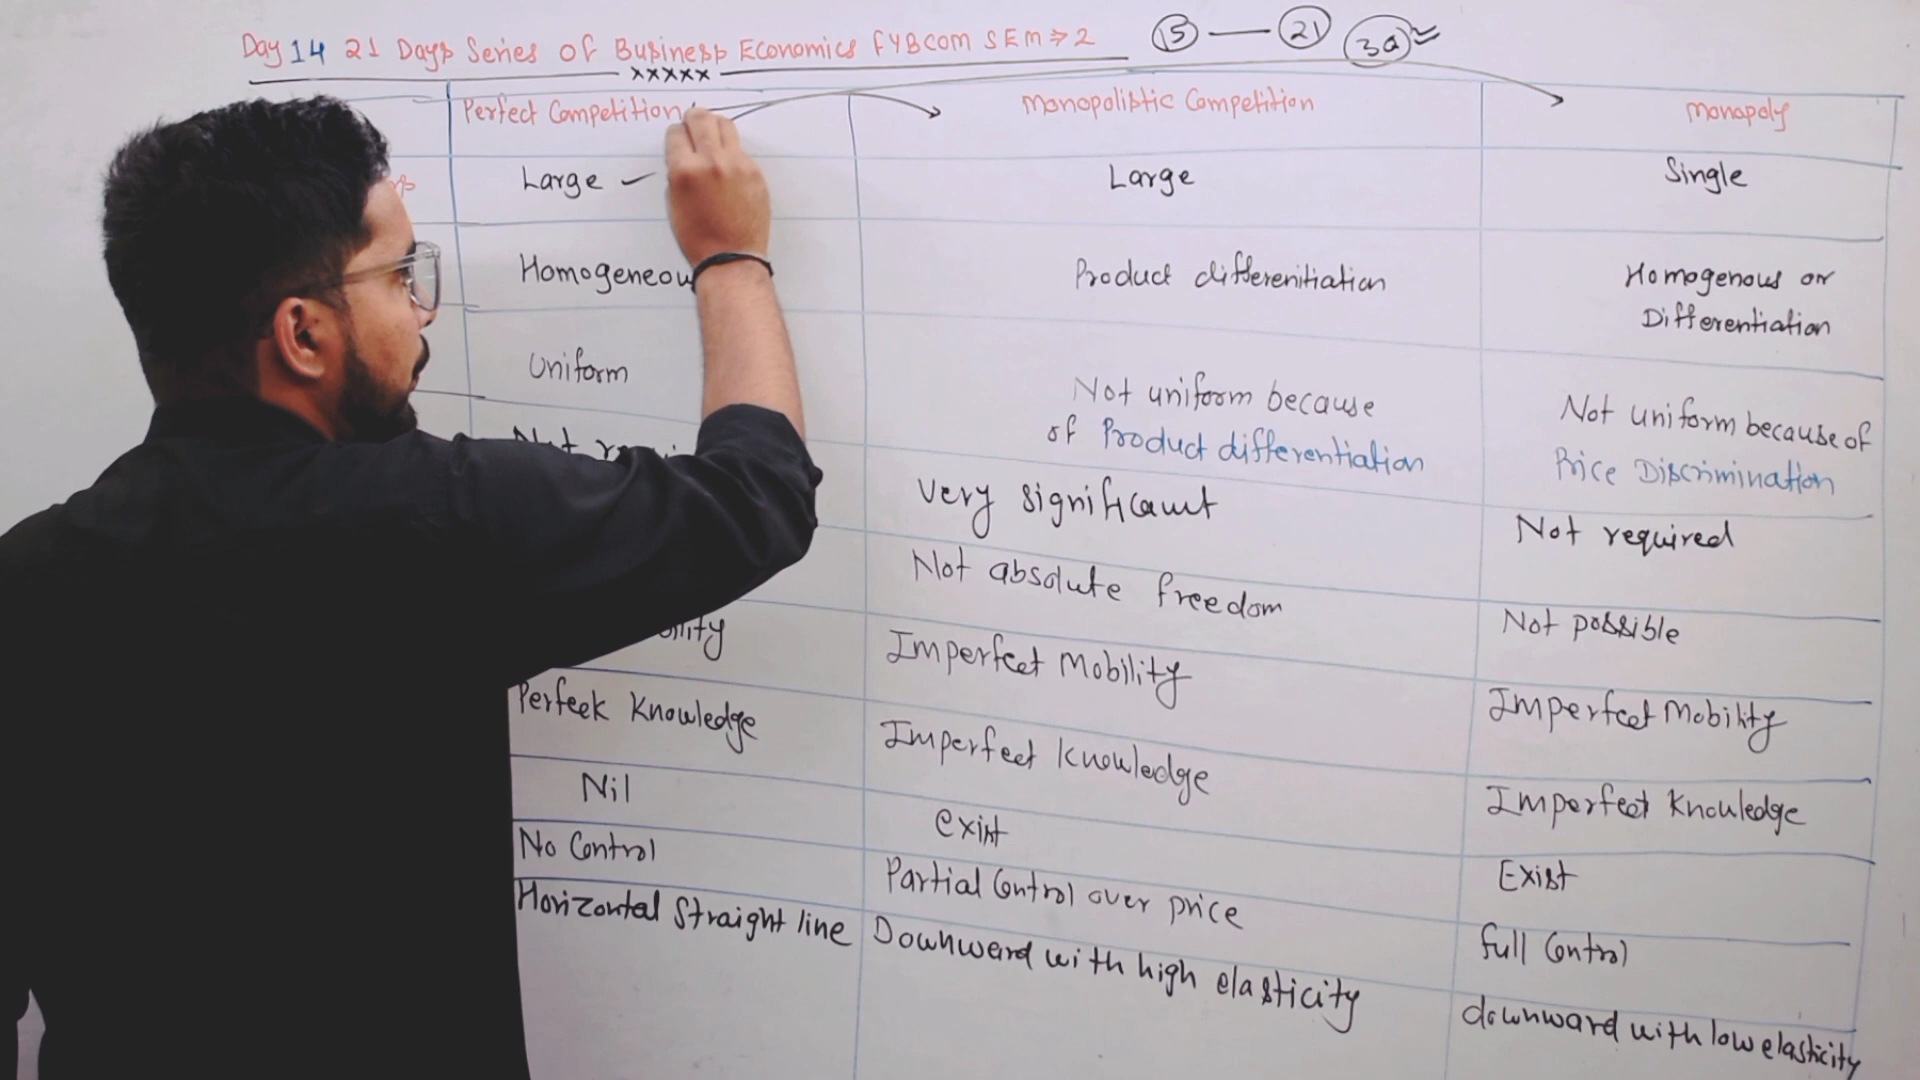 Day 14 21 Days Series Of Business Economics FYBCOM SEM⇒2 15 — 21 30
xxxxx
Perfect Competition Monopolistic Competition Monopoly
Large Large Single
Homogeneou Product differenitiation Homogenous or
Differentiation
Uniform Not uniform because Not uniform because of
of Product differentiation Price Discrimination
Not requi Very significant Not required
Not absolute freedom Not possible
bility Imperfect Mobility Imperfect Mobility
Perfeek Knowledge Imperfect Knowledge Imperfect Knowledge
Nil exist Exist
No Control Partial Control over price full Control
Horizontal Straight line Downward with high elasticity downward with low elasticity